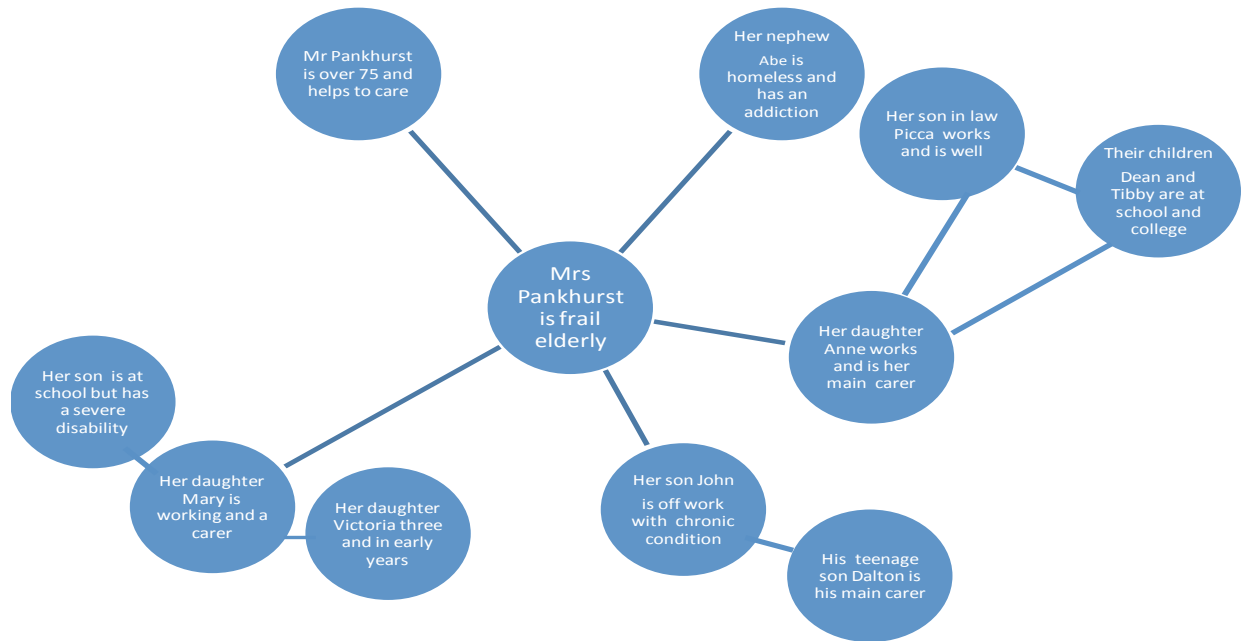 Mr Pankhurst
is over 75 and
helps to care
Her nephew
Abe is
homeless and
has an
addiction
Her son in law
Picca works
and is well
Their children
Dean and
Tibby are at
school and
college
Mrs
Pankhurst
is frail
elderly
Her daughter
Anne works
and is her
main carer
Her son is at
school but has
a severe
disability
Her daughter
Mary is
working and a
carer
Her daughter
Victoria three
and in early
years
Her son John
is off work
with chronic
condition
His teenage
son Dalton is
his main carer